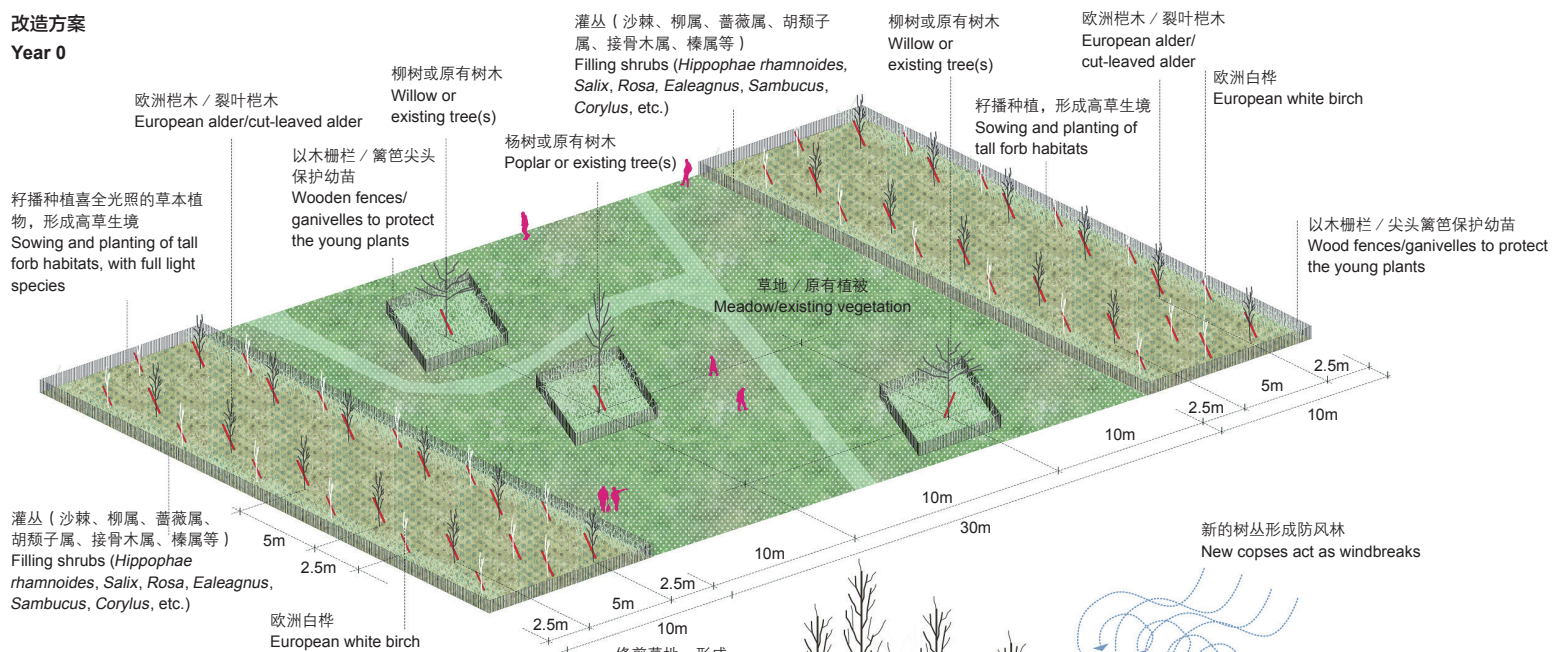 改造方案
Year 0
欧洲桤木 / 裂叶桤木
European alder/cut-leaved alder
柳树或原有树木
Willow or
existing tree(s)
灌丛（沙棘、柳属、蔷薇属、胡颓子
属、接骨木属、榛属等）
Filling shrubs (Hippophae rhamnoides,
Salix, Rosa, Ealeagnus, Sambucus,
Corylus, etc.)
柳树或原有树木
Willow or
existing tree(s)
欧洲桤木 / 裂叶桤木
European alder/
cut-leaved alder
欧洲白桦
European white birch
籽播种植喜全光照的草本植
物，形成高草生境
Sowing and planting of tall
forb habitats, with full light
species
以木栅栏 / 篱笆尖头
保护幼苗
Wooden fences/
ganivelles to protect
the young plants
杨树或原有树木
Poplar or existing tree(s)
籽播种植，形成高草生境
Sowing and planting of
tall forb habitats
以木栅栏 / 尖头篱笆保护幼苗
Wood fences/ganivelles to protect
the young plants
草地 / 原有植被
Meadow/existing vegetation
2.5m
5m
10m
2.5m
10m
10m
30m
10m
2.5m
5m
10m
2.5m
5m
2.5m
灌丛（沙棘、柳属、蔷薇属、
胡颓子属、接骨木属、榛属等）
Filling shrubs (Hippophae
rhamnoides, Salix, Rosa, Ealeagnus,
Sambucus, Corylus, etc.)
欧洲白桦
European white birch
新的树丛形成防风林
New copses act as windbreaks